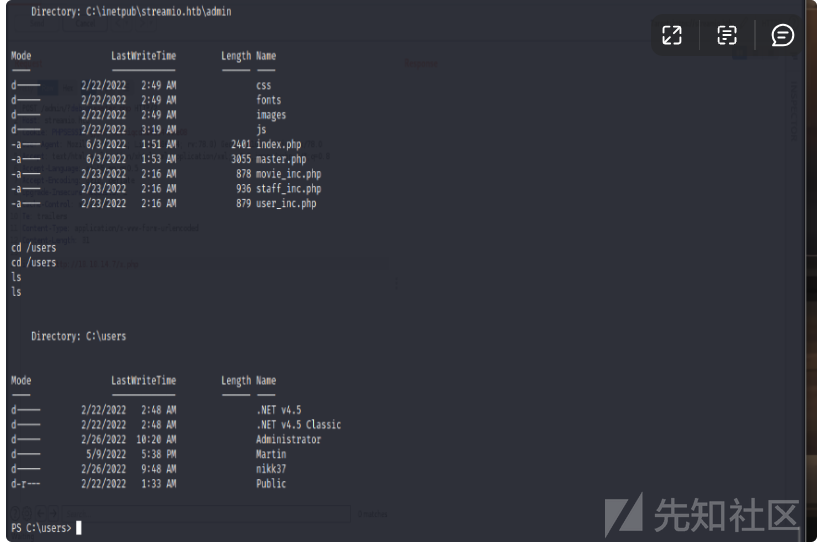 Directory: C:\inetpub\streamio.htb\admin
Mode LastWriteTime Length Name
d---- 2/22/2022 2:49 AM css
d---- 2/22/2022 2:49 AM fonts
d---- 2/22/2022 2:49 AM images
d---- 2/22/2022 3:19 AM js
-a---- 6/3/2022 1:51 AM 2401 index.php
-a---- 6/3/2022 1:53 AM 3055 master.php
-a---- 2/23/2022 2:16 AM 878 movie_inc.php
-a---- 2/23/2022 2:16 AM 936 staff_inc.php
-a---- 2/23/2022 2:16 AM 879 user_inc.php
cd /users
cd /users
ls
ls
Directory: C:\users
Mode LastWriteTime Length Name
d---- 2/22/2022 2:48 AM .NET v4.5
d---- 2/22/2022 2:48 AM .NET v4.5 Classic
d---- 2/26/2022 10:20 AM Administrator
d---- 5/9/2022 5:38 PM Martin
d---- 2/26/2022 9:48 AM nikk37
d-r--- 2/22/2022 1:33 AM Public
PS C:\users>
先知社区